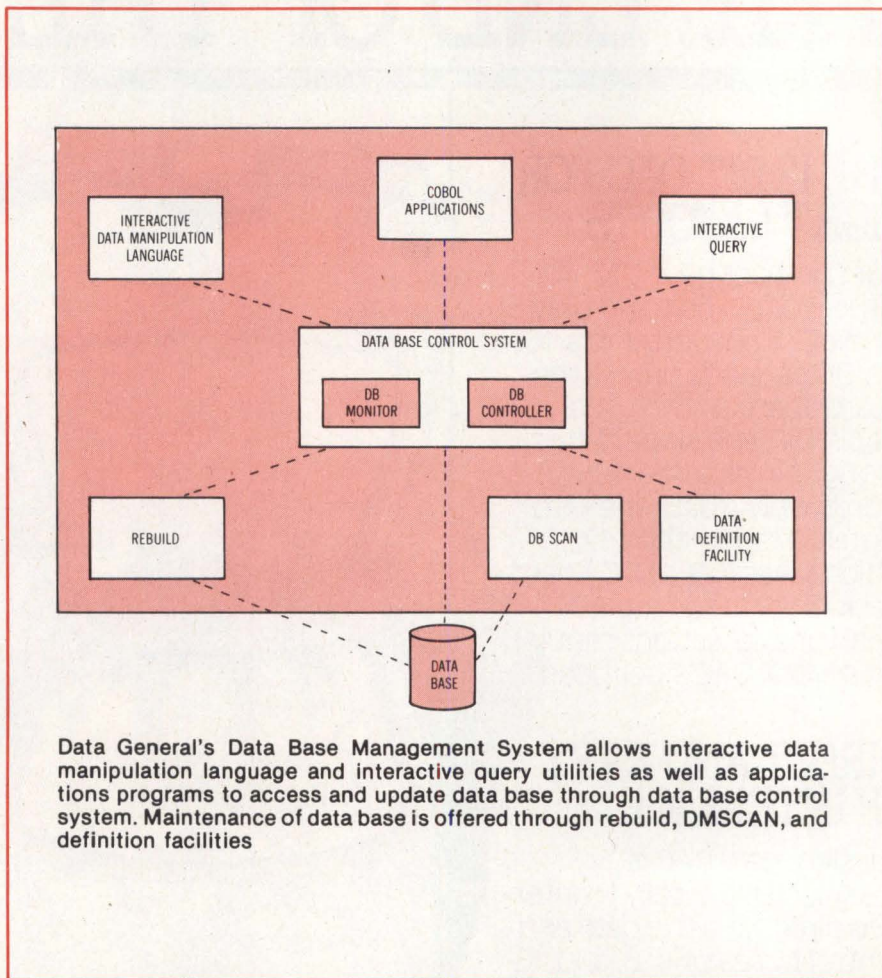 COBOL
APPLICATIONS
INTERACTIVE
DATA MANIPULATION
LANGUAGE
INTERACTIVE
QUERY
DATA BASE CONTROL SYSTEM
DB
MONITOR
DB
CONTROLLER
REBUILD
DB SCAN
DATA-
DEFINITION
FACILITY
DATA
BASE
Data General's Data Base Management System allows interactive data
manipulation language and interactive query utilities as well as applica-
tions programs to access and update data base through data base control
system. Maintenance of data base is offered through rebuild, DMSCAN, and
definition facilities